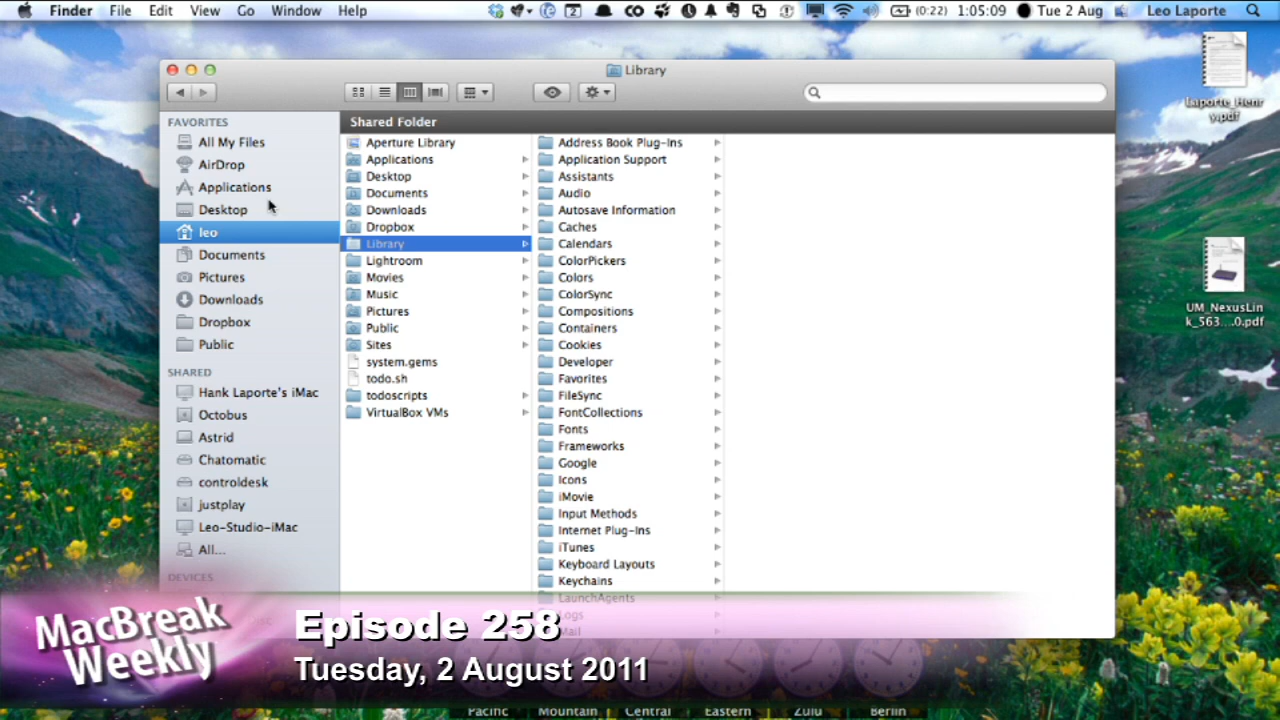 Finder File Edit View Go Window Help 2 (0:22) 1:05:09 Tue 2 Aug Leo Laporte
Library
Shared Folder
FAVORITES
All My Files
AirDrop
Applications
Desktop
leo
Documents
Pictures
Downloads
Dropbox
Public
SHARED
Hank Laporte's iMac
Octobus
Astrid
Chatomatic
controldesk
justplay
Leo-Studio-iMac
All...
DEVICES
Aperture Library
Applications
Desktop
Documents
Downloads
Dropbox
Library
Lightroom
Movies
Music
Pictures
Public
Sites
system.gems
todo.sh
todoscripts
VirtualBox VMs
Address Book Plug-Ins
Application Support
Assistants
Audio
Autosave Information
Caches
Calendars
ColorPickers
Colors
ColorSync
Compositions
Containers
Cookies
Developer
Favorites
FileSync
FontCollections
Fonts
Frameworks
Google
Icons
iMovie
Input Methods
Internet Plug-Ins
iTunes
Keyboard Layouts
Keychains
LaunchAgents
Logs
Mail
Laporte_Henr
y.pdf
UM_NexusLin
k_563...0.pdf
MacBreak
Weekly
Episode 258
Tuesday, 2 August 2011
Pacific Mountain Central Eastern Zulu Berlin